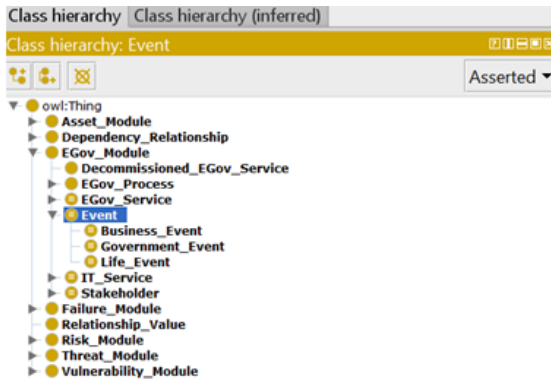 Class hierarchy Class hierarchy (inferred)
Class hierarchy: Event
Asserted
owl:Thing
Asset_Module
Dependency_Relationship
EGov_Module
Decommissioned_EGov_Service
EGov_Process
EGov_Service
Event
Business_Event
Government_Event
Life_Event
IT_Service
Stakeholder
Failure_Module
Relationship_Value
Risk_Module
Threat_Module
Vulnerability_Module